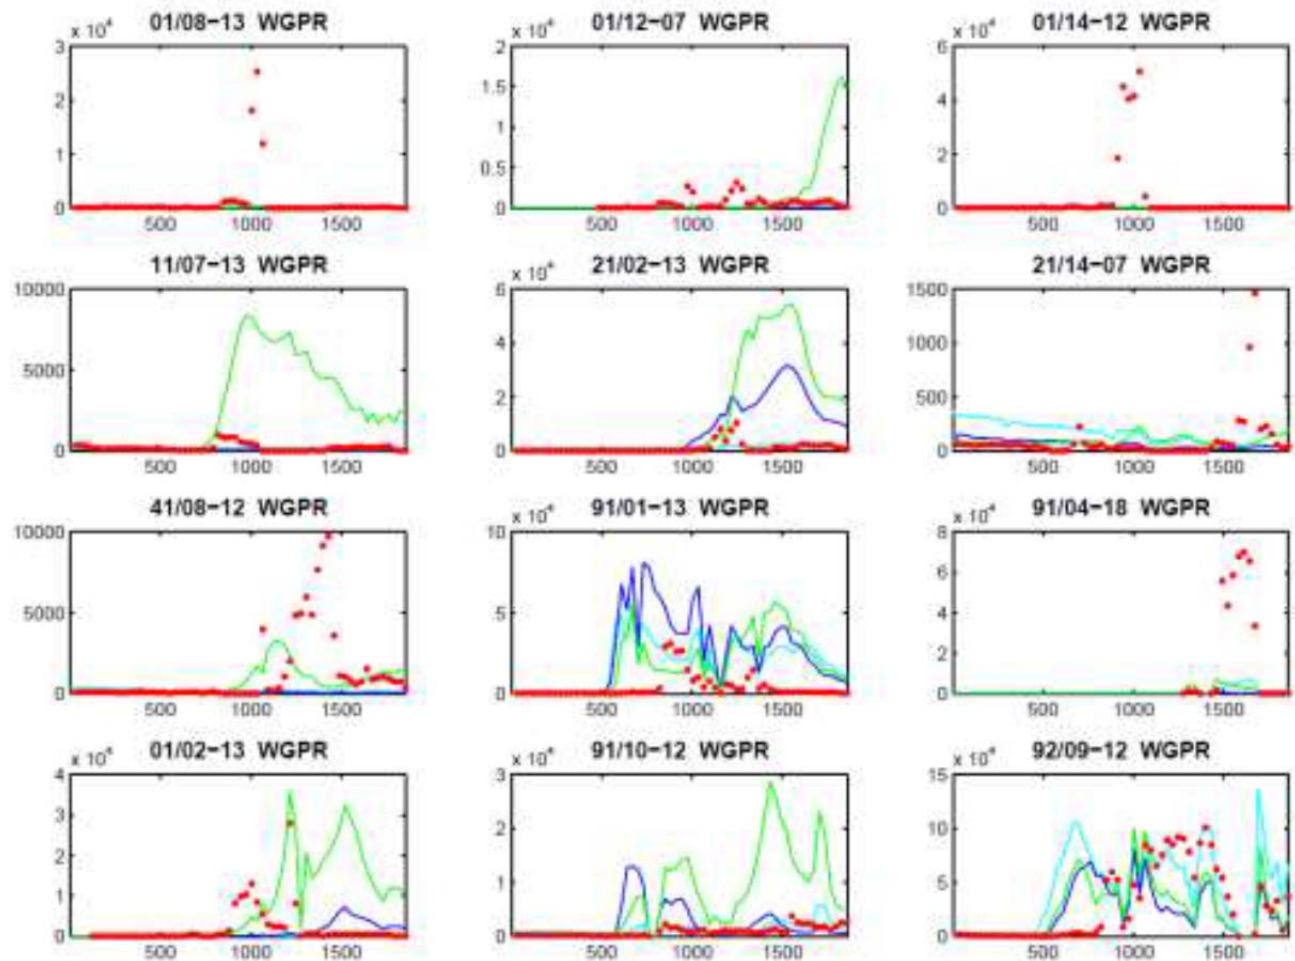 01/08−13 WGPR
01/12−07 WGPR
01/14−12 WGPR
x 10⁴
3
2
1
0
500 1000 1500
x 10⁴
2
1.5
1
0.5
0
500 1000 1500
x 10⁴
6
4
2
0
500 1000 1500
11/07−13 WGPR
21/02−13 WGPR
21/14−07 WGPR
10000
5000
0
500 1000 1500
x 10⁴
6
4
2
0
500 1000 1500
1500
1000
500
0
500 1000 1500
41/08−12 WGPR
91/01−13 WGPR
91/04−18 WGPR
10000
5000
0
500 1000 1500
x 10⁴
10
5
0
500 1000 1500
x 10⁴
8
6
4
2
0
500 1000 1500
01/02−13 WGPR
91/10−12 WGPR
92/09−12 WGPR
x 10⁴
4
3
2
1
0
500 1000 1500
x 10⁴
3
2
1
0
500 1000 1500
x 10⁴
15
10
5
0
500 1000 1500